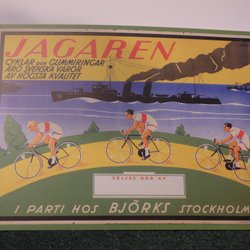 JAGAREN
CYKLAR OCH GUMMIRINGAR
ÄRO SVENSKA VAROR
AV HÖGSTA KVALITET
SÄLJES HÄR AV
I PARTI HOS BJÖRKS STOCKHOLM